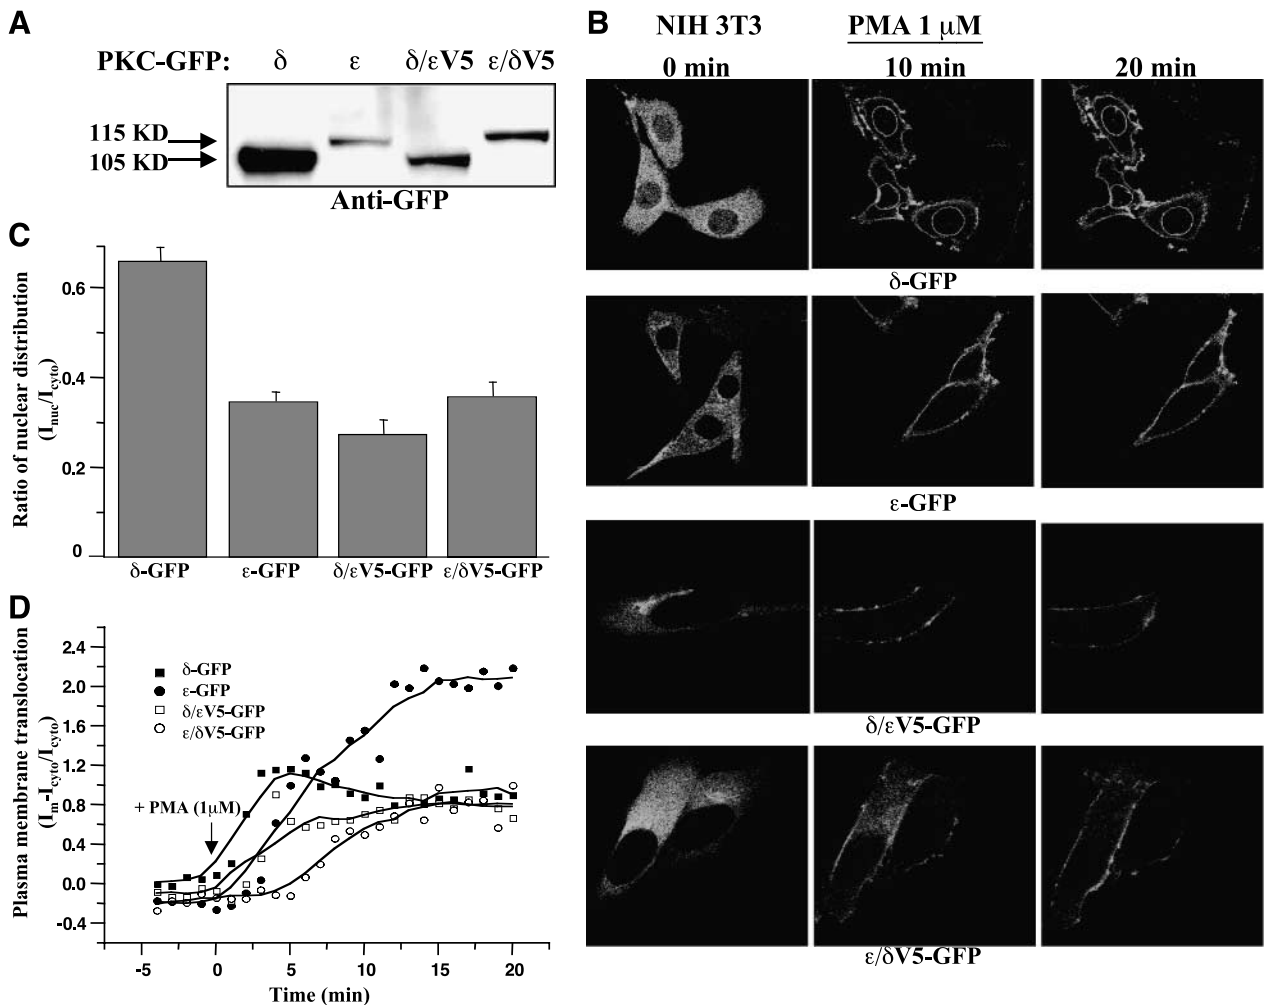 A
PKC-GFP: δ ε δ/εV5 ε/δV5
115 KD
105 KD
Anti-GFP
B
NIH 3T3 PMA 1 μM
0 min 10 min 20 min
δ-GFP
ε-GFP
δ/εV5-GFP
ε/δV5-GFP
C
Ratio of nuclear distribution
(Inuc/Icyto)
0.6
0.4
0.2
0
δ-GFP ε-GFP δ/εV5-GFP ε/δV5-GFP
D
Plasma membrane translocation
(Im-Icyto/Icyto)
2.4
2.0
1.6
1.2
0.8
0.4
0.0
-0.4
δ-GFP
ε-GFP
δ/εV5-GFP
ε/δV5-GFP
+ PMA (1μM)
-5 0 5 10 15 20
Time (min)